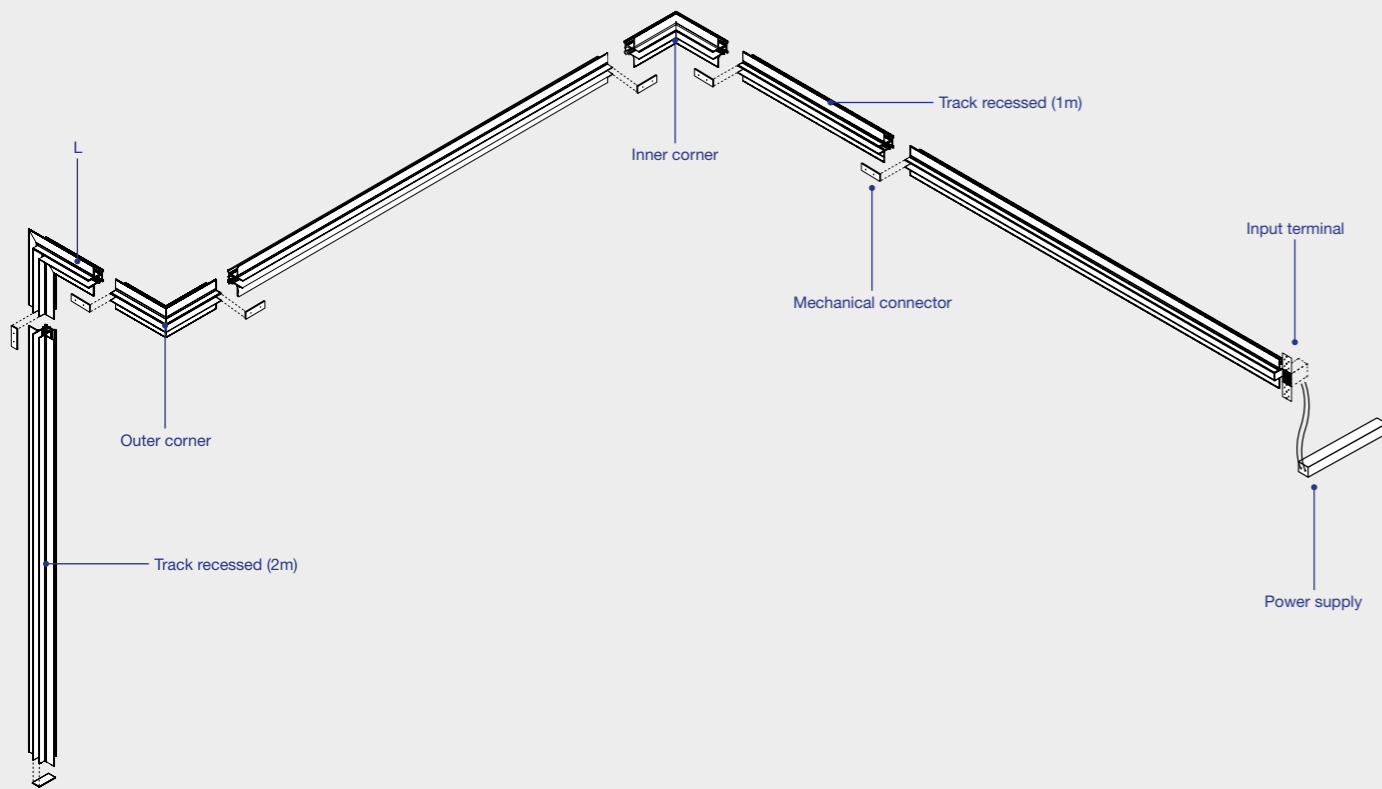 Track recessed (1m)
L
Inner corner
Input terminal
Mechanical connector
Outer corner
Track recessed (2m)
Power supply